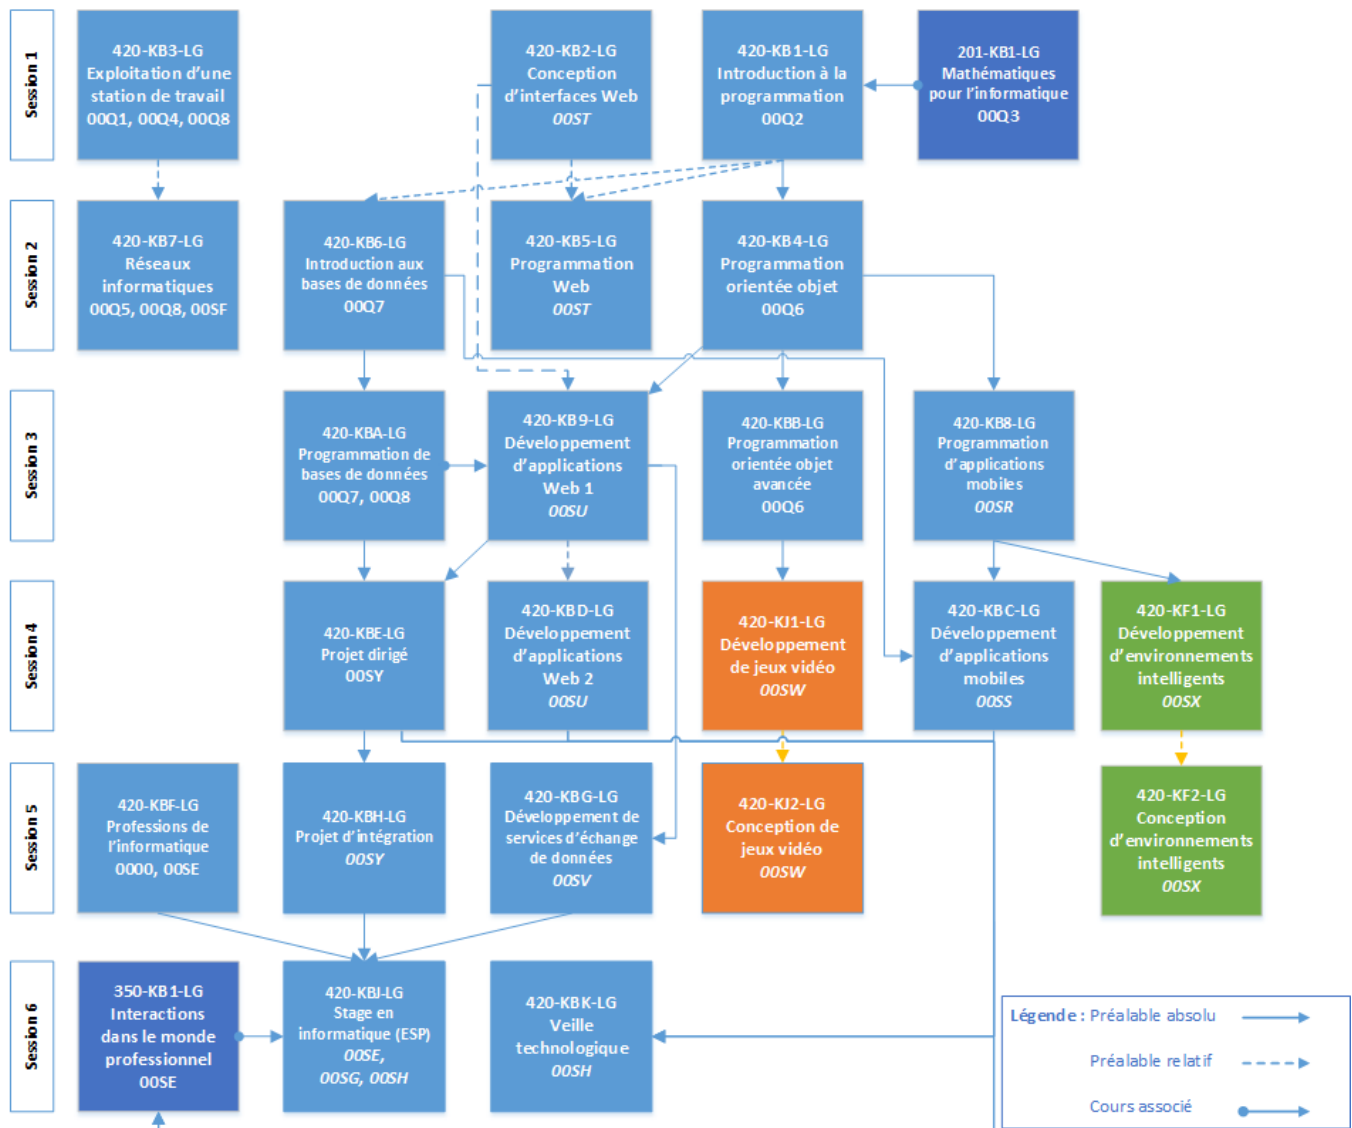 Session 1
420-KB3-LG
Exploitation d'une
station de travail
00Q1, 00Q4, 00Q8
420-KB2-LG
Conception
d'interfaces Web
00ST
420-KB1-LG
Introduction à la
programmation
00Q2
201-KB1-LG
Mathématiques
pour l'informatique
00Q3
Session 2
420-KB7-LG
Réseaux
informatiques
00Q5, 00Q8, 00SF
420-KB6-LG
Introduction aux
bases de données
00Q7
420-KB5-LG
Programmation
Web
00ST
420-KB4-LG
Programmation
orientée objet
00Q6
Session 3
420-KBA-LG
Programmation de
bases de données
00Q7, 00Q8
420-KB9-LG
Développement
d'applications
Web 1
00SU
420-KBB-LG
Programmation
orientée objet
avancée
00Q6
420-KB8-LG
Programmation
d'applications
mobiles
00SR
Session 4
420-KBE-LG
Projet dirigé
00SY
420-KBD-LG
Développement
d'applications
Web 2
00SU
420-KJ1-LG
Développement
de jeux vidéo
00SW
420-KBC-LG
Développement
d'applications
mobiles
00SS
420-KF1-LG
Développement
d'environnements
intelligents
00SX
Session 5
420-KBF-LG
Professions de
l'informatique
0000, 00SE
420-KBH-LG
Projet d'intégration
00SY
420-KBG-LG
Développement de
services d'échange
de données
00SV
420-KJ2-LG
Conception de
jeux vidéo
00SW
420-KF2-LG
Conception
d'environnements
intelligents
00SX
Session 6
350-KB1-LG
Interactions
dans le monde
professionnel
00SE
420-KBJ-LG
Stage en
informatique (ESP)
00SE,
00SG, 00SH
420-KBK-LG
Veille
technologique
00SH
Légende : Préalable absolu
Préalable relatif
Cours associé